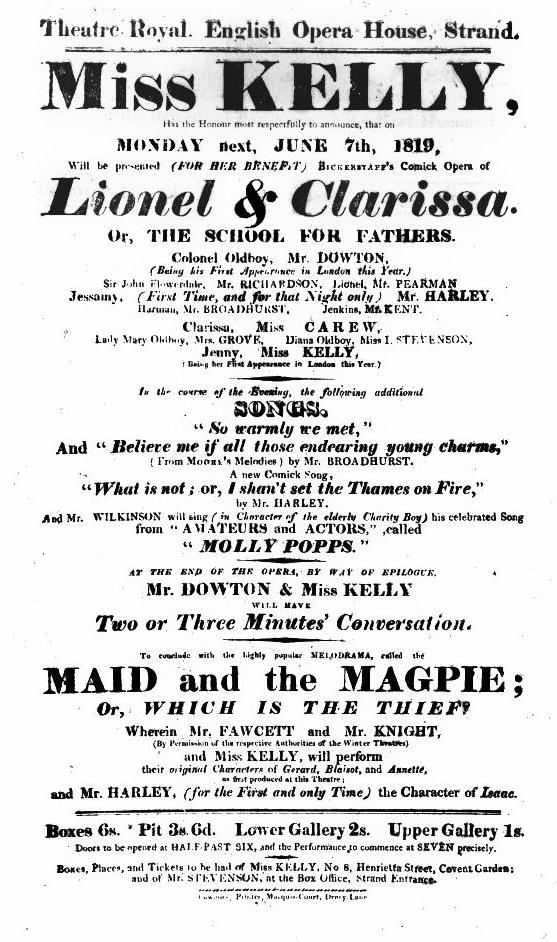 Theatre Royal. English Opera House, Strand.
Miss KELLY,
Has the Honour most respectfully to announce, that on
MONDAY next, JUNE 7th, 1819,
Will be presented (FOR HER BENEFIT) BICKERSTAFF's Comick Opera of
Lionel & Clarissa.
Or, THE SCHOOL FOR FATHERS.
Colonel Oldboy, Mr. DOWTON,
(Being his First Appearance in London this Year.)
Sir John Flowerdale, Mr. RICHARDSON, Lionel, Mr. PEARMAN
Jessamy, (First Time, and for that Night only) Mr. HARLEY,
Harman, Mr. BROADHURST, Jenkins, Mr. KENT.
Clarissa, Miss CAREW,
Lady Mary Oldboy, Mrs. GROVE, Diana Oldboy, Miss I. STEVENSON,
Jenny, Miss KELLY,
(Being her First Appearance in London this Year.)
In the course of the Evening, the following additional
SONGS.
"So warmly we met,"
And "Believe me if all those endearing young charms,"
(From MOORE's Melodies) by Mr. BROADHURST.
A new Comick Song,
"What is not; or, I shan't set the Thames on Fire,"
by Mr. HARLEY,
And Mr. WILKINSON will sing (in Character of the elderly Charity Boy) his celebrated Song
from "AMATEURS and ACTORS," called
"MOLLY POPPS."
AT THE END OF THE OPERA, BY WAY OF EPILOGUE,
Mr. DOWTON & Miss KELLY
WILL HAVE
Two or Three Minutes' Conversation.
To conclude with the highly popular MELODRAMA, called the
MAID and the MAGPIE;
Or, WHICH IS THE THIEF?
Wherein Mr. FAWCETT and Mr. KNIGHT,
(By Permission of the respective Authorities of the Winter Theatres)
and Miss KELLY, will perform
their original Characters of Gerard, Blaisot, and Annette,
as first produced at this Theatre;
and Mr. HARLEY, (for the First and only Time) the Character of Isaac.
Boxes 6s. Pit 3s. 6d. Lower Gallery 2s. Upper Gallery 1s.
Doors to be opened at HALF-PAST SIX, and the Performance to commence at SEVEN precisely.
Boxes, Places, and Tickets to be had of Miss KELLY, No 8, Henrietta Street, Covent Garden;
and of Mr. STEVENSON, at the Box Office, Strand Entrance.
Lowndes, Printer, Marquis-Court, Drury-Lane